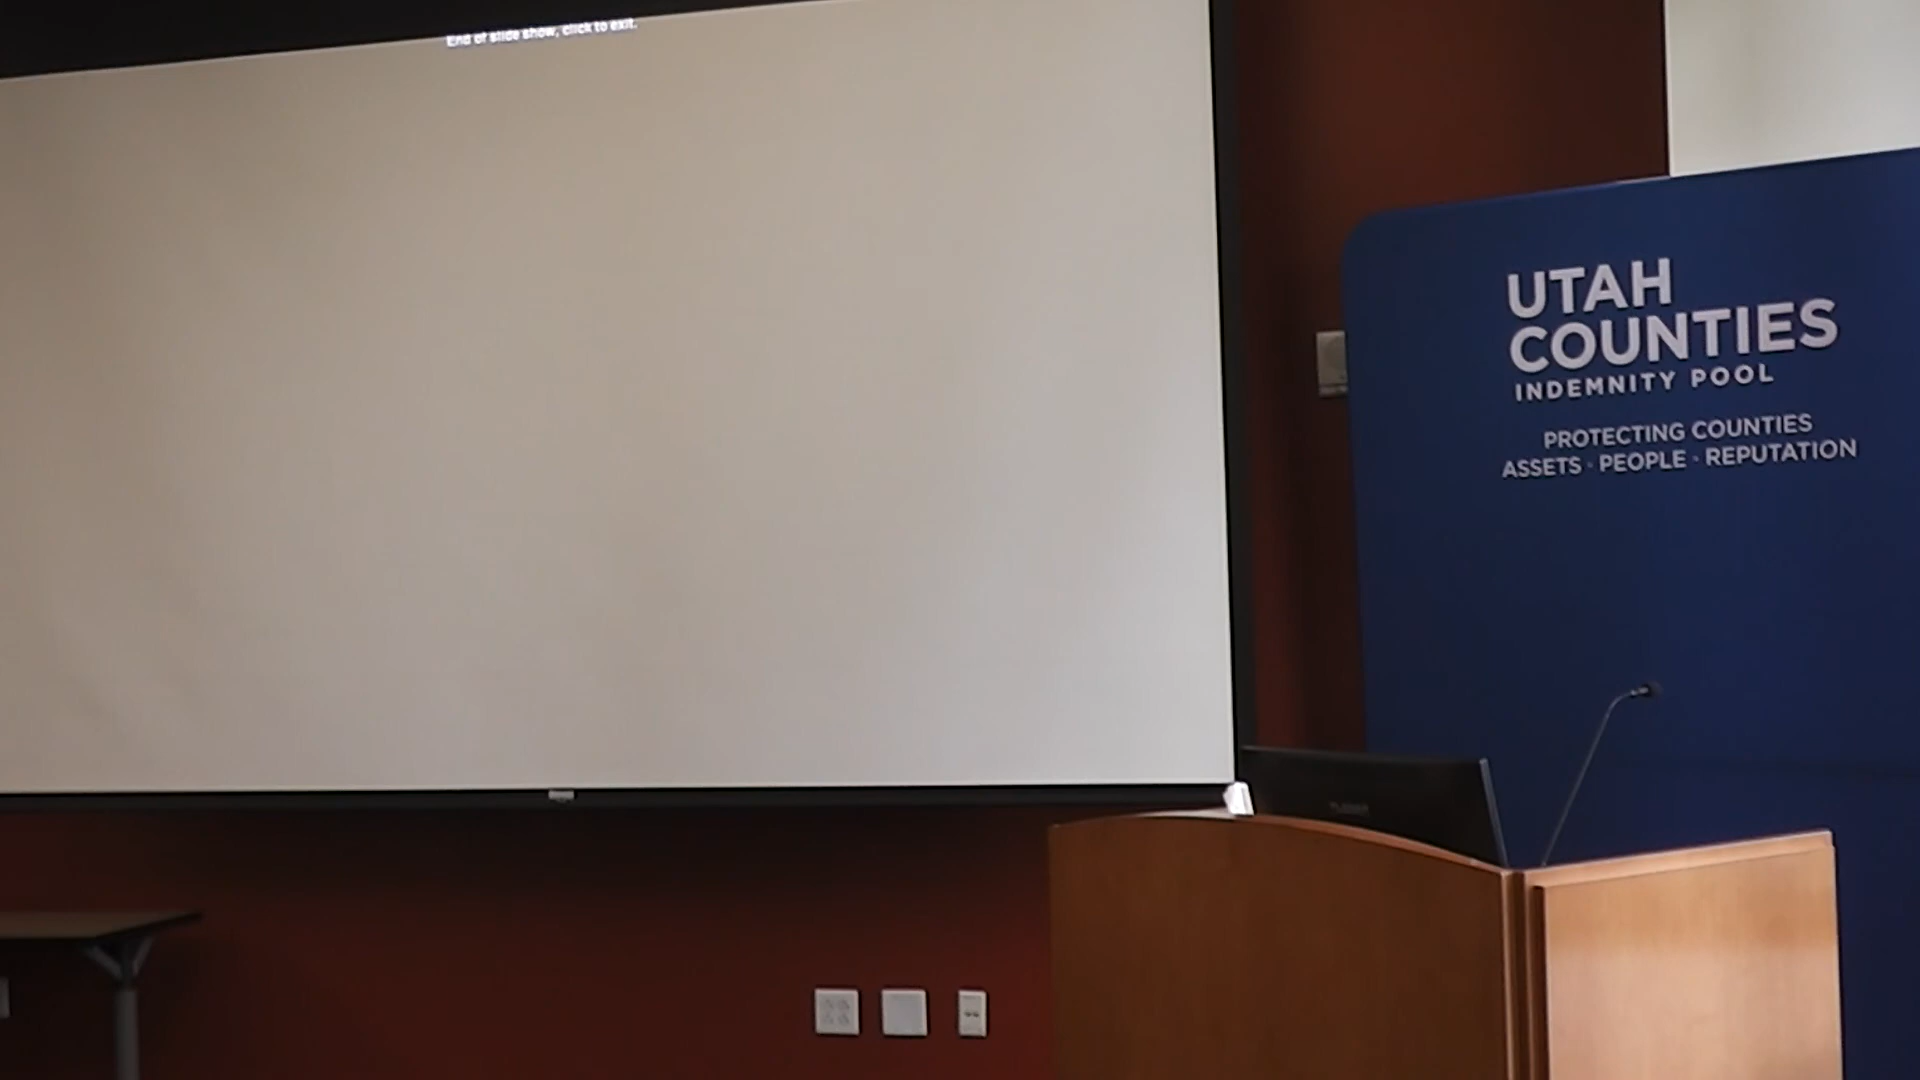 End of slide show, click to exit.
UTAH
COUNTIES
INDEMNITY POOL
PROTECTING COUNTIES
ASSETS · PEOPLE · REPUTATION